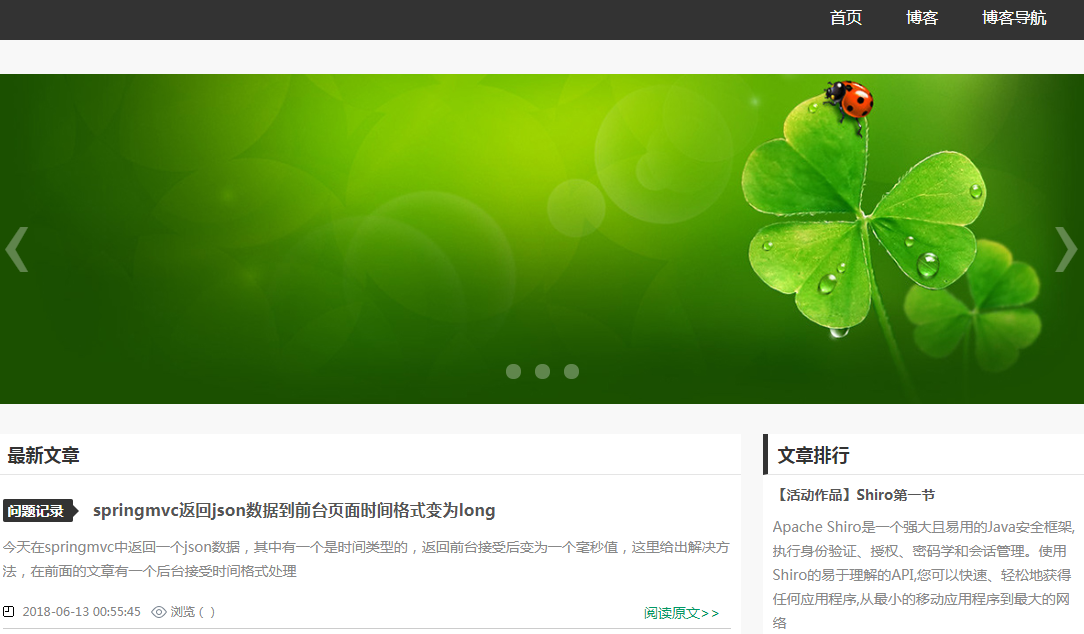 首页 博客 博客导航
最新文章
问题记录 springmvc返回json数据到前台页面时间格式变为long
今天在springmvc中返回一个json数据，其中有一个是时间类型的，返回前台接受后变为一个毫秒值，这里给出解决方
法，在前面的文章有一个后台接受时间格式处理
2018-06-13 00:55:45 浏览 ( )
阅读原文>>
文章排行
【活动作品】Shiro第一节
Apache Shiro是一个强大且易用的Java安全框架,
执行身份验证、授权、密码学和会话管理。使用
Shiro的易于理解的API,您可以快速、轻松地获得
任何应用程序,从最小的移动应用程序到最大的网
络